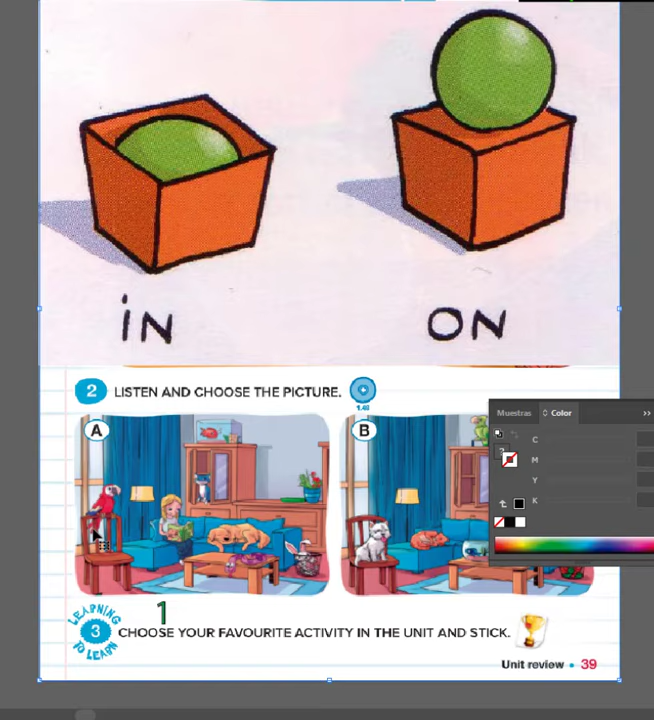 iN
ON
2 LISTEN AND CHOOSE THE PICTURE.
1.40
A
B
Muestras Color
C
M
Y
K
1
LEARNING
3 CHOOSE YOUR FAVOURITE ACTIVITY IN THE UNIT AND STICK.
TO LEARN
Unit review • 39